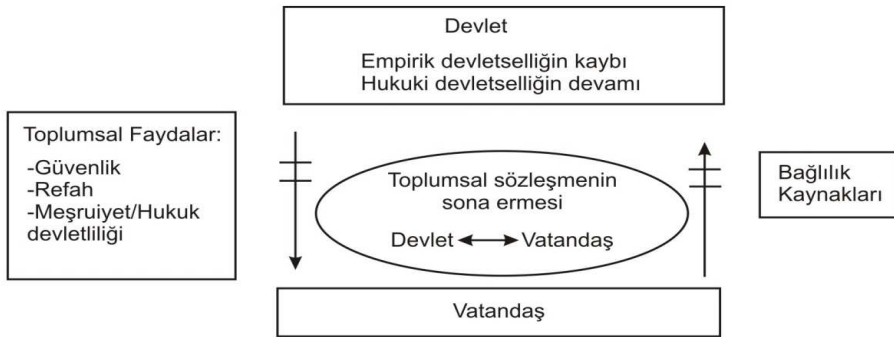 Devlet
Empirik devletselliğin kaybı
Hukuki devletselliğin devamı
Toplumsal Faydalar:
-Güvenlik
-Refah
-Meşruiyet/Hukuk
devletliliği
Toplumsal sözleşmenin
sona ermesi
Devlet Vatandaş
Bağlılık
Kaynakları
Vatandaş